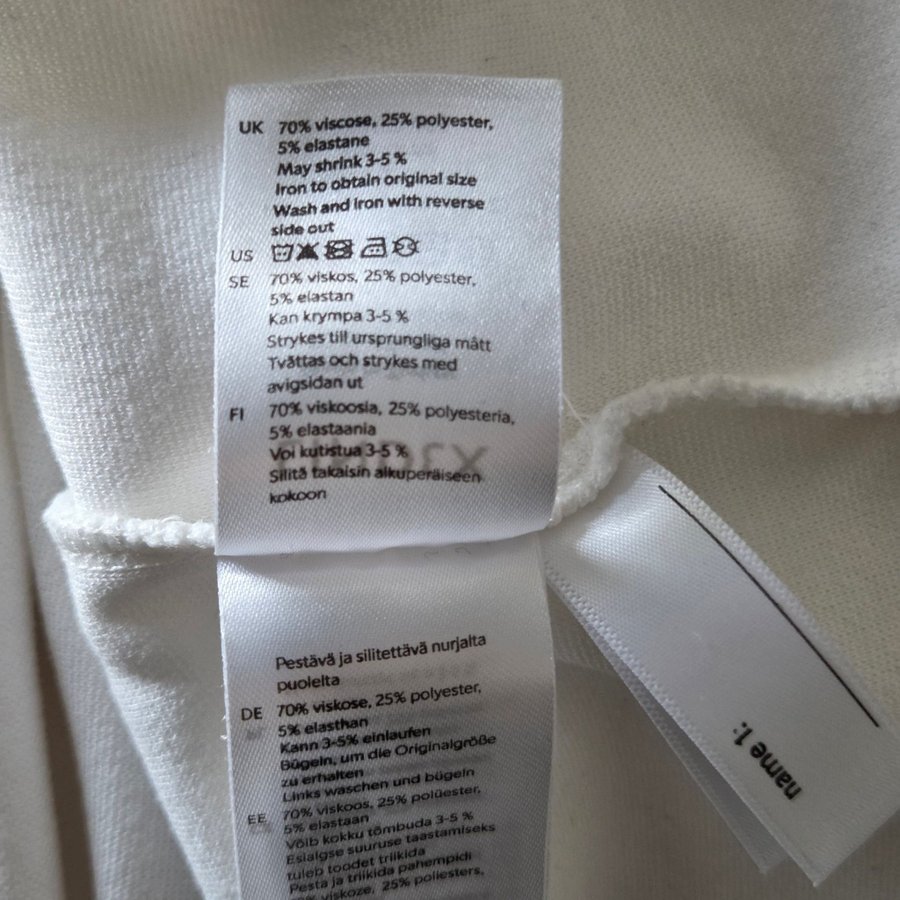 UK 70% viscose, 25% polyester,
5% elastane
May shrink 3-5 %
Iron to obtain original size
Wash and iron with reverse
side out
US
SE 70% viskos, 25% polyester,
5% elastan
Kan krympa 3-5 %
Strykes till ursprungliga mått
Tvättas och strykes med
avigsidan ut
FI 70% viskoosia, 25% polyesteria,
5% elastaania
Voi kutistua 3-5 %
Silitä takaisin alkuperäiseen
kokoon
Pestävä ja silitettävä nurjalta
puolelta
DE 70% viskose, 25% polyester,
5% elasthan
Kann 3-5% einlaufen
Bügeln, um die Originalgröße
zu erhalten
Links waschen und bügeln
EE 70% viskoos, 25% polüester,
5% elastaan
Võib kokku tõmbuda 3-5 %
Esialgse suuruse taastamiseks
tuleb toodet triikida
Pesta ja triikida pahempidi
viskoze, 25% poliesters,
name 1: